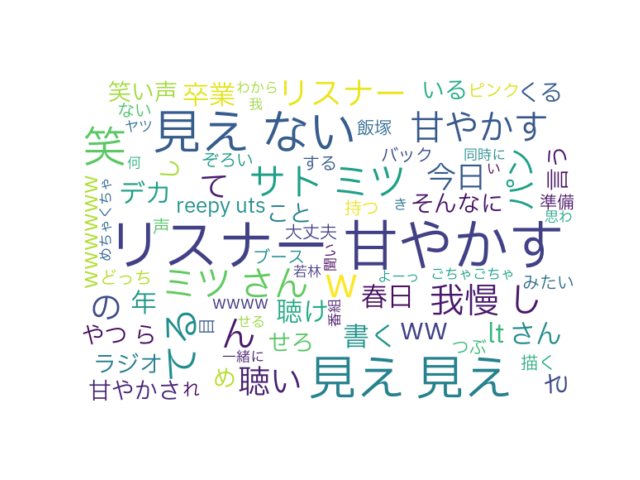 笑い声 卒業 わから 我 リスナー いる ピンク くる
ない ヤッ 見え ない 飯塚 甘やかす
笑 何 ぞろい する バック 同時に い
めちゃくちゃ デカ っ て サト ミツ 今日 パン 言う
reepy uts こと 持つ き そんなに 準備
声 大丈夫 思わ
wwwwwww リスナー 甘やかす
どっち ミツ さん ブース 若林 聞い よーっ ごちゃごちゃ みたい
の 年 てる wwww w 春日 我慢 し
やつ ら 目 ん せる 聴け 番組 書く ww lt さん
ラジオ 一緒に せろ つぶ 描く
甘やかさ れ め 聴い 見え 見え せ